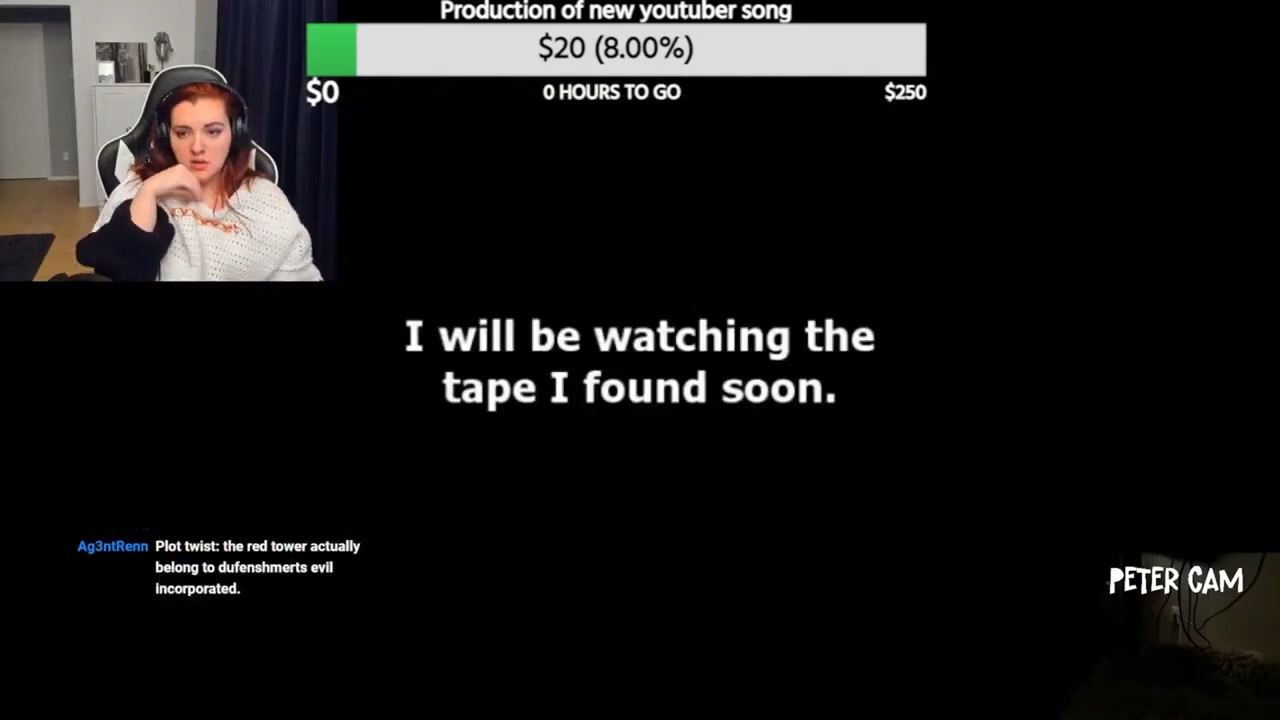 Production of new youtuber song
$20 (8.00%)
$0
0 HOURS TO GO
$250
I will be watching the
tape I found soon.
Ag3ntRenn Plot twist: the red tower actually
belong to dufenshmerts evil
incorporated.
PETER CAM